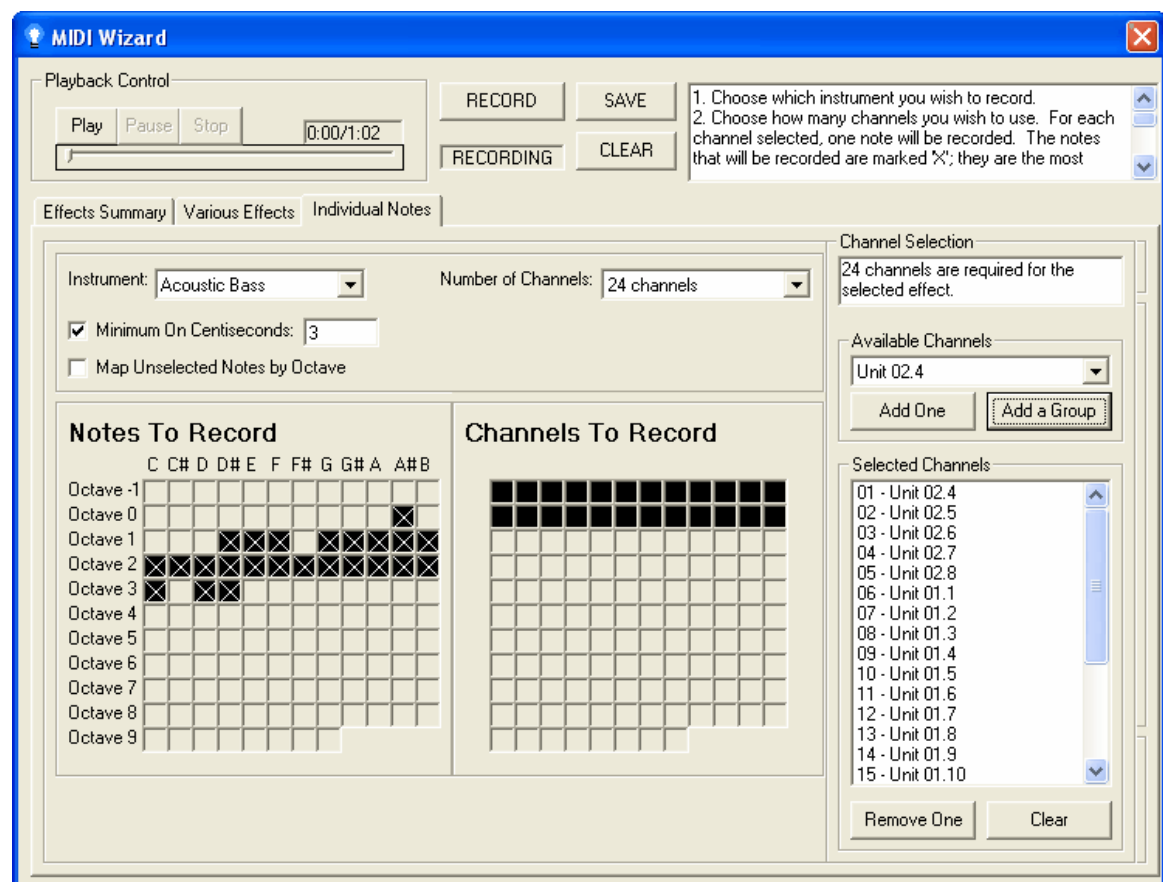 MIDI Wizard
Playback Control
Play Pause Stop 0:00/1:02
RECORD SAVE
RECORDING CLEAR
1. Choose which instrument you wish to record.
2. Choose how many channels you wish to use. For each
channel selected, one note will be recorded. The notes
that will be recorded are marked 'X'; they are the most
Effects Summary Various Effects Individual Notes
Instrument: Acoustic Bass Number of Channels: 24 channels
Minimum On Centiseconds: 3
Map Unselected Notes by Octave
Notes To Record
C C# D D# E F F# G G# A A# B
Octave -1
Octave 0
Octave 1
Octave 2
Octave 3
Octave 4
Octave 5
Octave 6
Octave 7
Octave 8
Octave 9
Channels To Record
Channel Selection
24 channels are required for the
selected effect.
Available Channels
Unit 02.4
Add One Add a Group
Selected Channels
01 - Unit 02.4
02 - Unit 02.5
03 - Unit 02.6
04 - Unit 02.7
05 - Unit 02.8
06 - Unit 01.1
07 - Unit 01.2
08 - Unit 01.3
09 - Unit 01.4
10 - Unit 01.5
11 - Unit 01.6
12 - Unit 01.7
13 - Unit 01.8
14 - Unit 01.9
15 - Unit 01.10
Remove One Clear